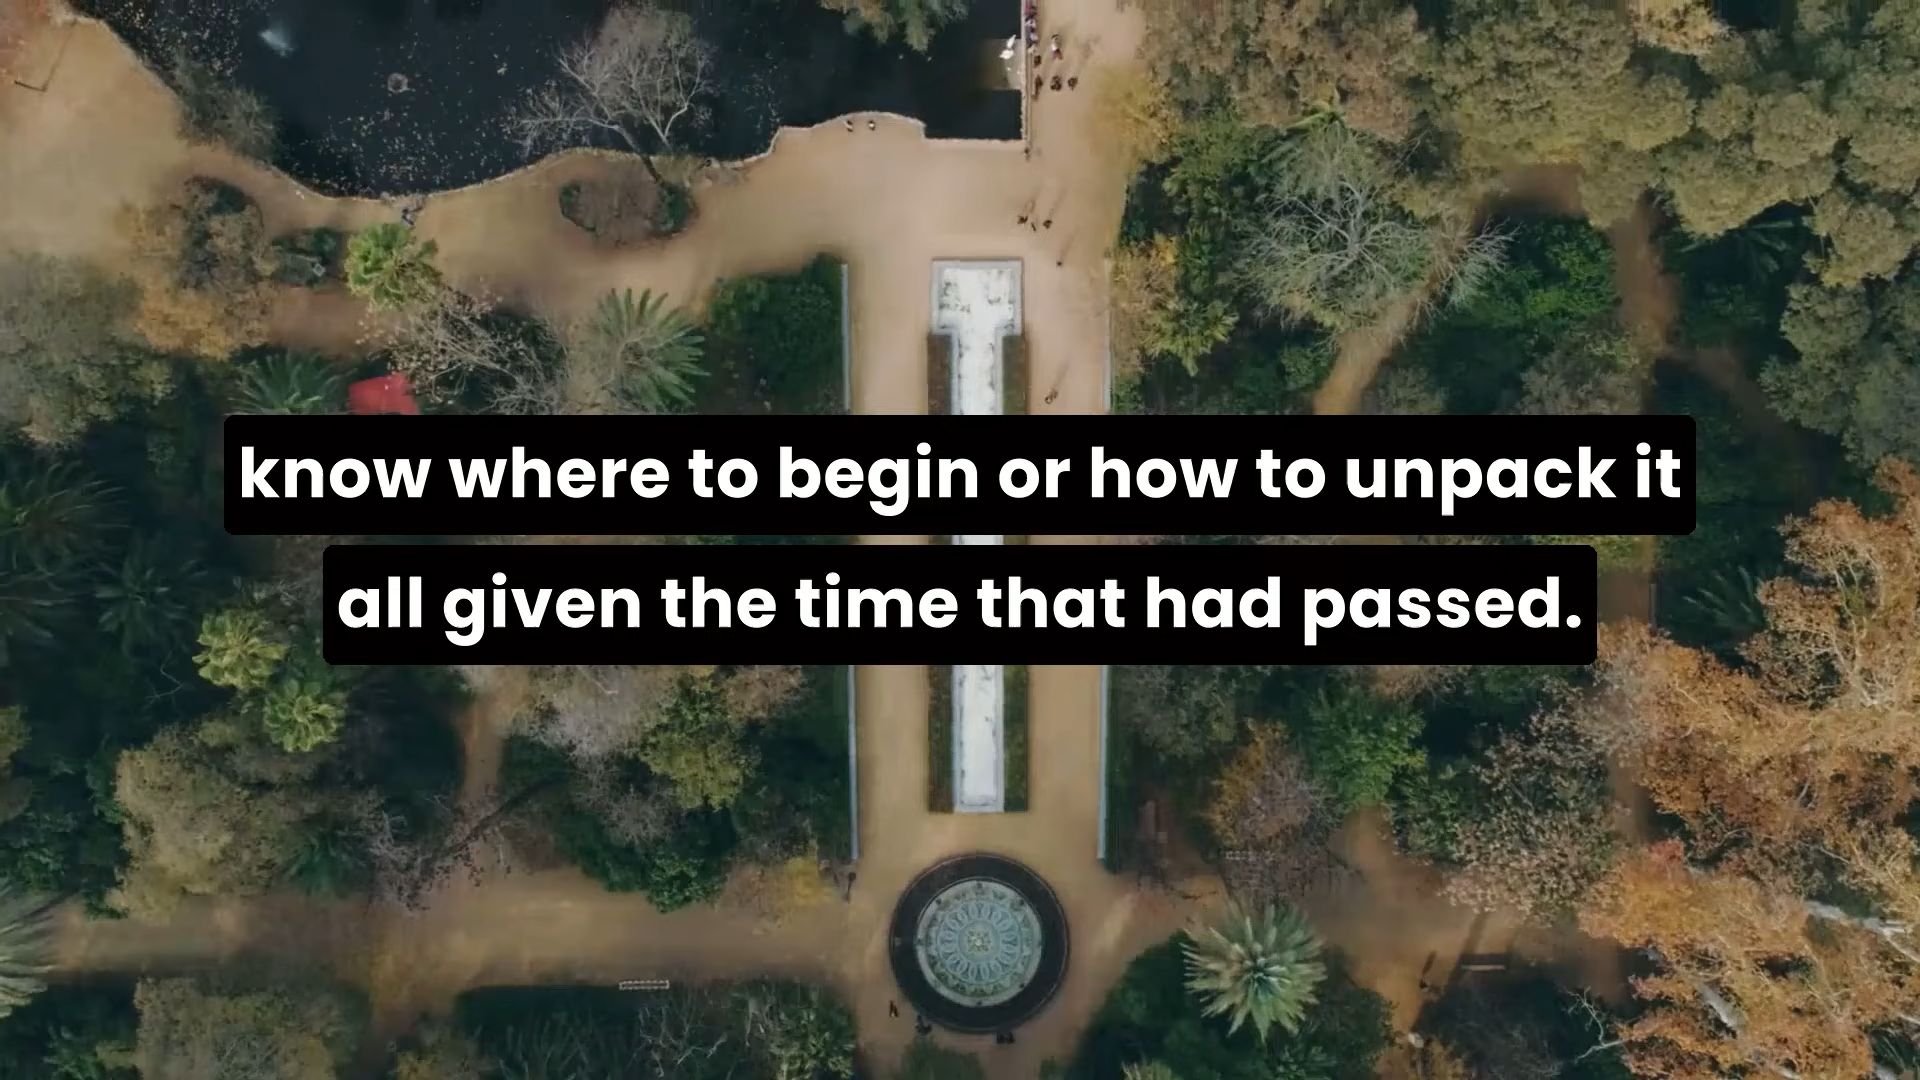 know where to begin or how to unpack it
all given the time that had passed.